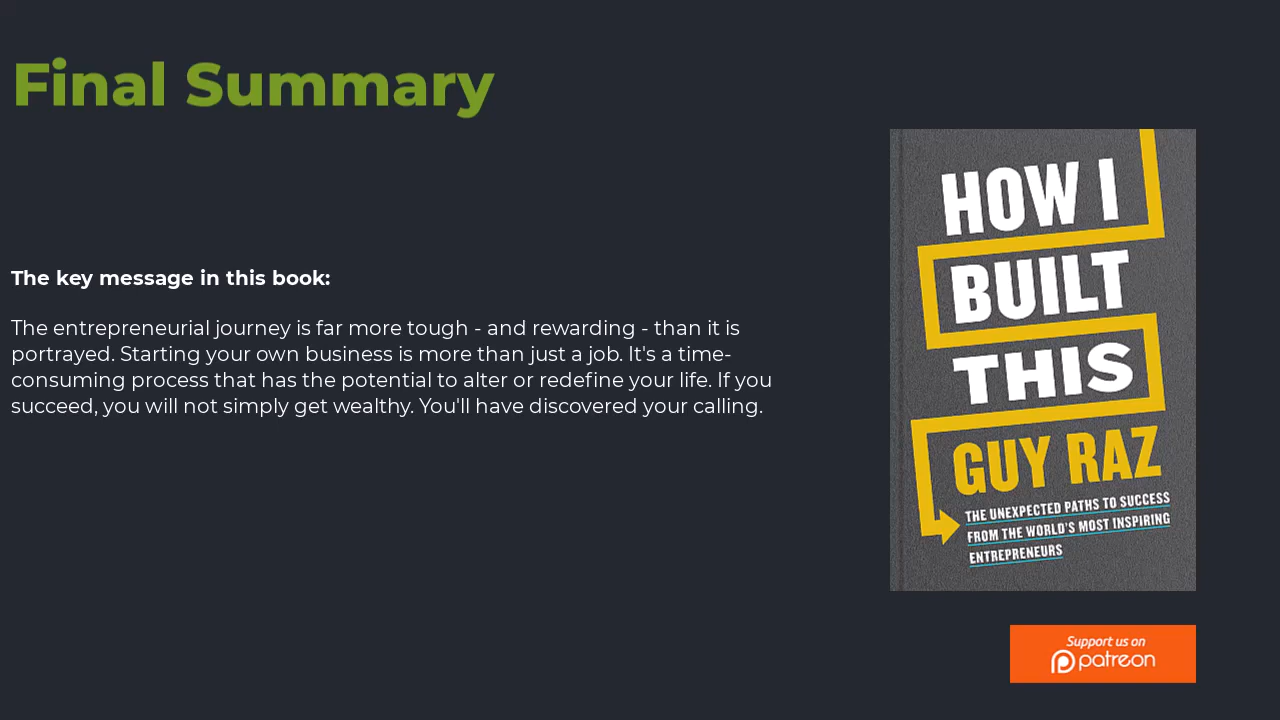 Final Summary
The key message in this book:
The entrepreneurial journey is far more tough - and rewarding - than it is
portrayed. Starting your own business is more than just a job. It's a time-
consuming process that has the potential to alter or redefine your life. If you
succeed, you will not simply get wealthy. You'll have discovered your calling.
HOW I
BUILT
THIS
GUY RAZ
THE UNEXPECTED PATHS TO SUCCESS
FROM THE WORLD'S MOST INSPIRING
ENTREPRENEURS
Support us on
patreon